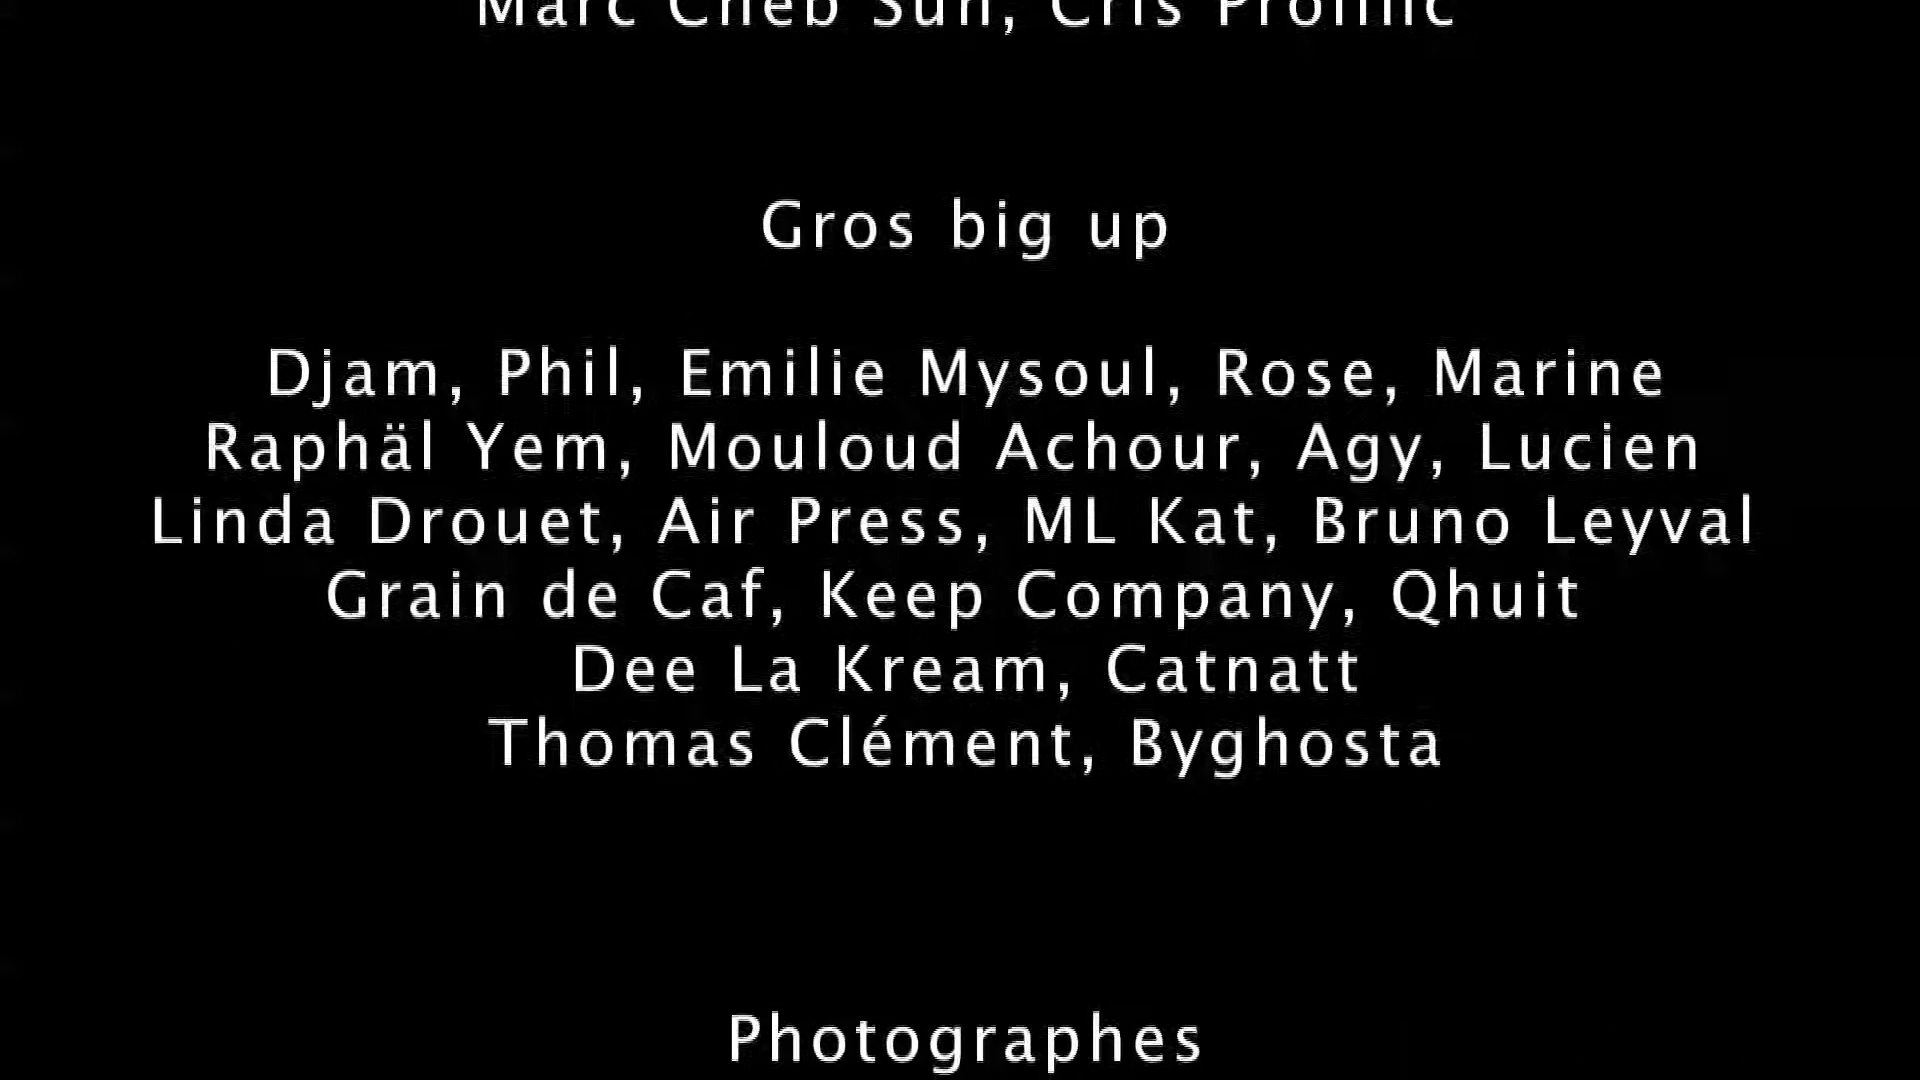 Marc Cheb Sun, Cris Prolific
Gros big up
Djam, Phil, Emilie Mysoul, Rose, Marine
Raphäl Yem, Mouloud Achour, Agy, Lucien
Linda Drouet, Air Press, ML Kat, Bruno Leyval
Grain de Caf, Keep Company, Qhuit
Dee La Kream, Catnatt
Thomas Clément, Byghosta
Photographes